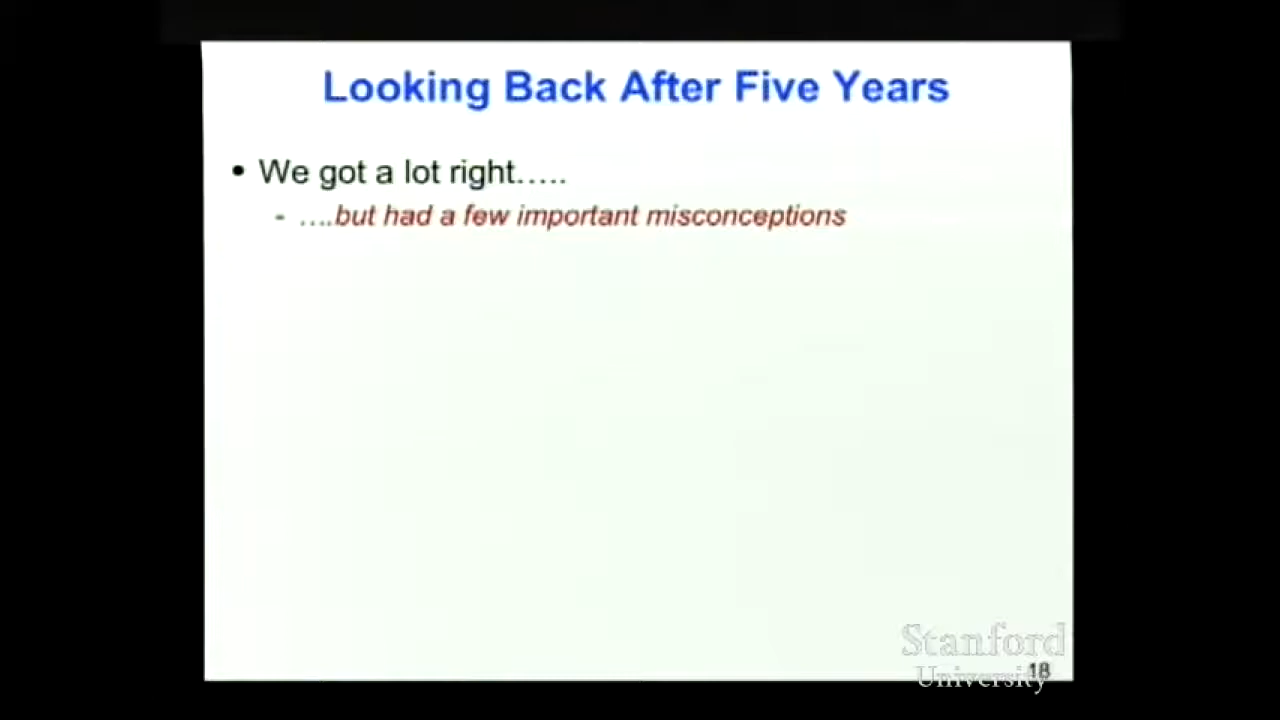 Looking Back After Five Years
• We got a lot right…..
- ….but had a few important misconceptions
Stanford
University
18